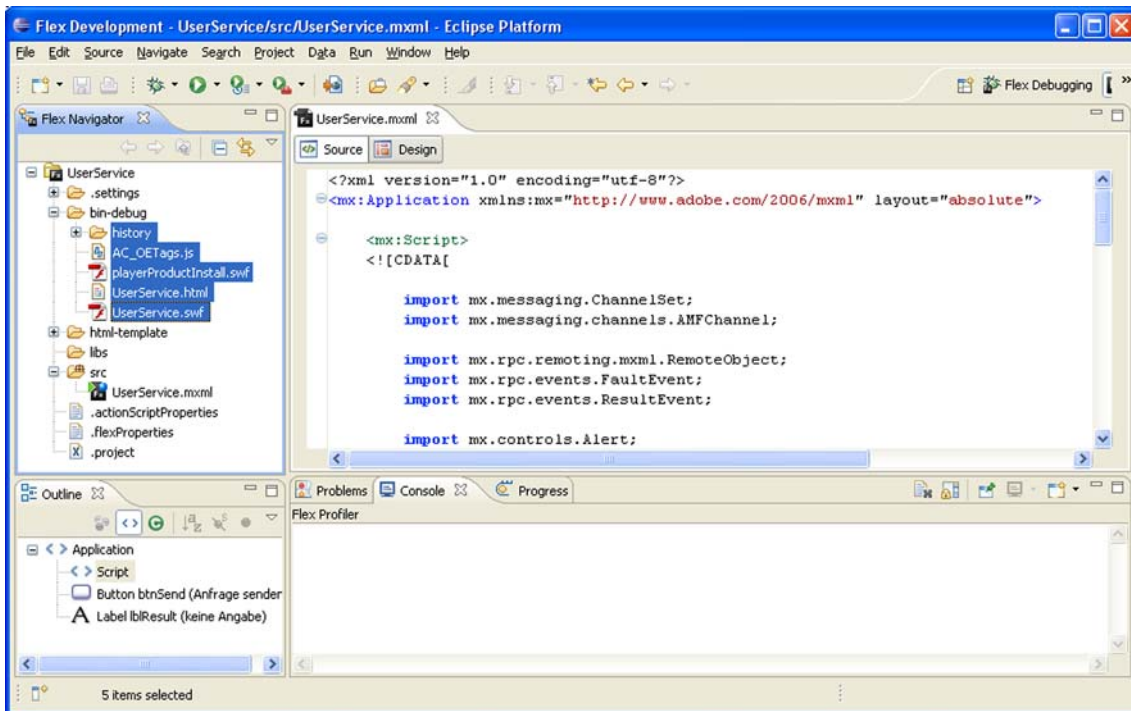 Flex Development - UserService/src/UserService.mxml - Eclipse Platform
File Edit Source Navigate Search Project Data Run Window Help
Flex Debugging
Flex Navigator
UserService
.settings
bin-debug
history
AC_OETags.js
playerProductInstall.swf
UserService.html
UserService.swf
html-template
libs
src
UserService.mxml
.actionScriptProperties
.flexProperties
.project
UserService.mxml
Source Design
<?xml version="1.0" encoding="utf-8"?>
<mx:Application xmlns:mx="http://www.adobe.com/2006/mxml" layout="absolute">
<mx:Script>
<![CDATA[
import mx.messaging.ChannelSet;
import mx.messaging.channels.AMFChannel;
import mx.rpc.remoting.mxml.RemoteObject;
import mx.rpc.events.FaultEvent;
import mx.rpc.events.ResultEvent;
import mx.controls.Alert;
Outline
Application
Script
Button btnSend (Anfrage sender
Label lblResult (keine Angabe)
Problems Console Progress
Flex Profiler
5 items selected